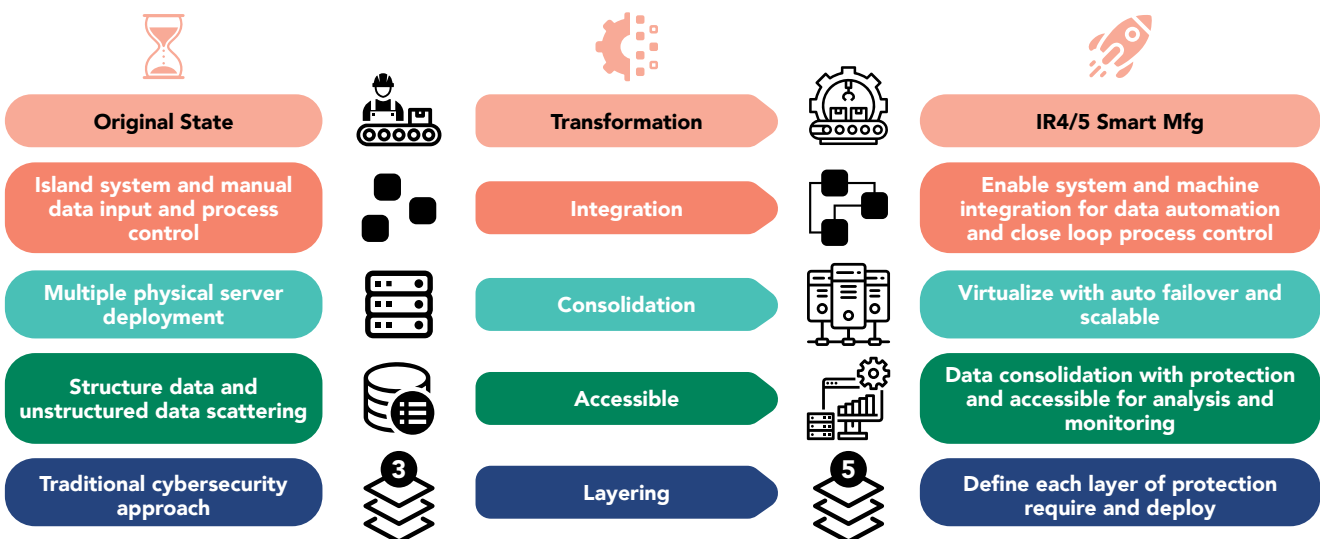 Original State
Transformation
IR4/5 Smart Mfg
Island system and manual
data input and process
control
Integration
Enable system and machine
integration for data automation
and close loop process control
Multiple physical server
deployment
Consolidation
Virtualize with auto failover and
scalable
Structure data and
unstructured data scattering
Accessible
Data consolidation with protection
and accessible for analysis and
monitoring
Traditional cybersecurity
approach
3
Layering
5
Define each layer of protection
require and deploy